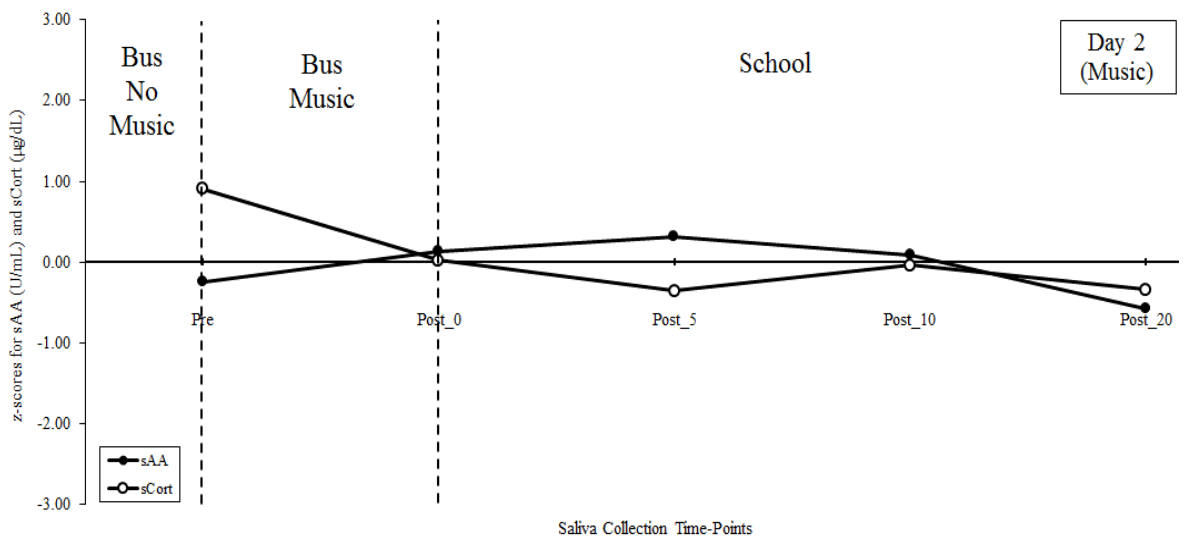 3.00
2.00
1.00
0.00
-1.00
-2.00
-3.00
z-scores for sAA (U/mL) and sCort (µg/dL)
Bus
No
Music
Bus
Music
School
Day 2
(Music)
Pre
Post_0
Post_5
Post_10
Post_20
sAA
sCort
Saliva Collection Time-Points